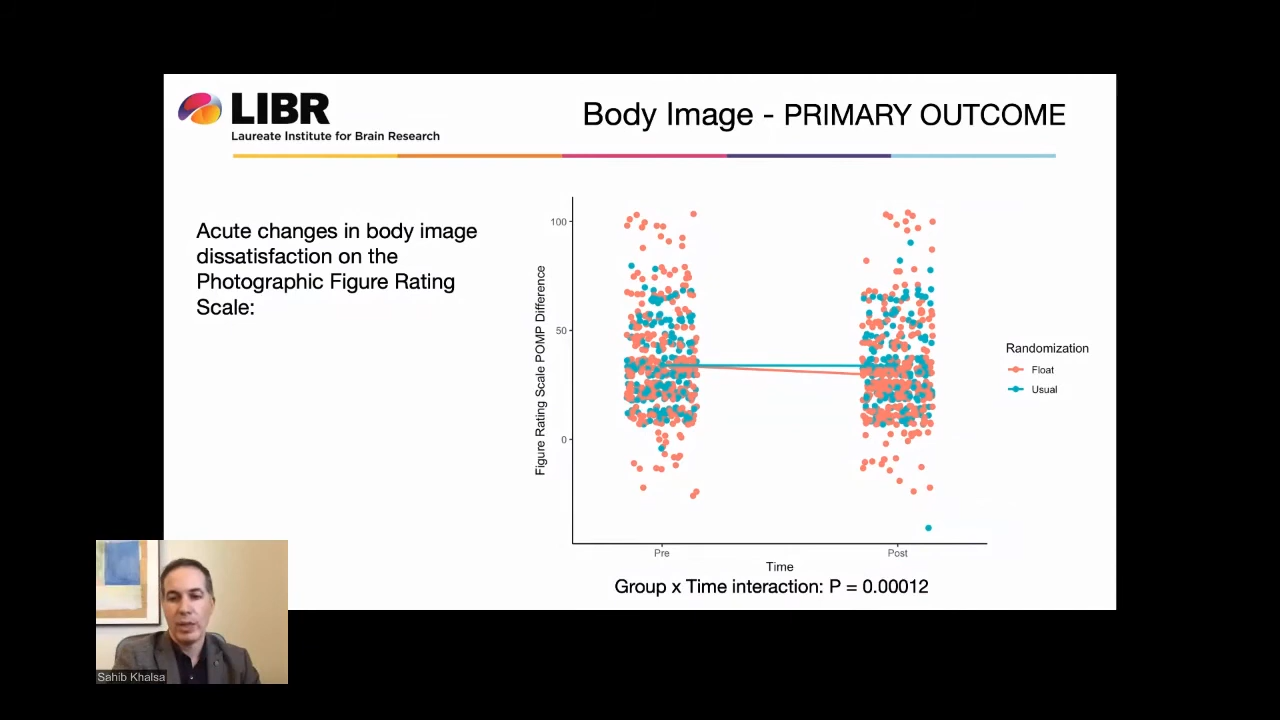 LIBR
Laureate Institute for Brain Research
Body Image - PRIMARY OUTCOME
Acute changes in body image
dissatisfaction on the
Photographic Figure Rating
Scale:
Figure Rating Scale POMP Difference
100
50
0
Pre
Post
Time
Randomization
Float
Usual
Group x Time interaction: P = 0.00012
Sahib Khalsa